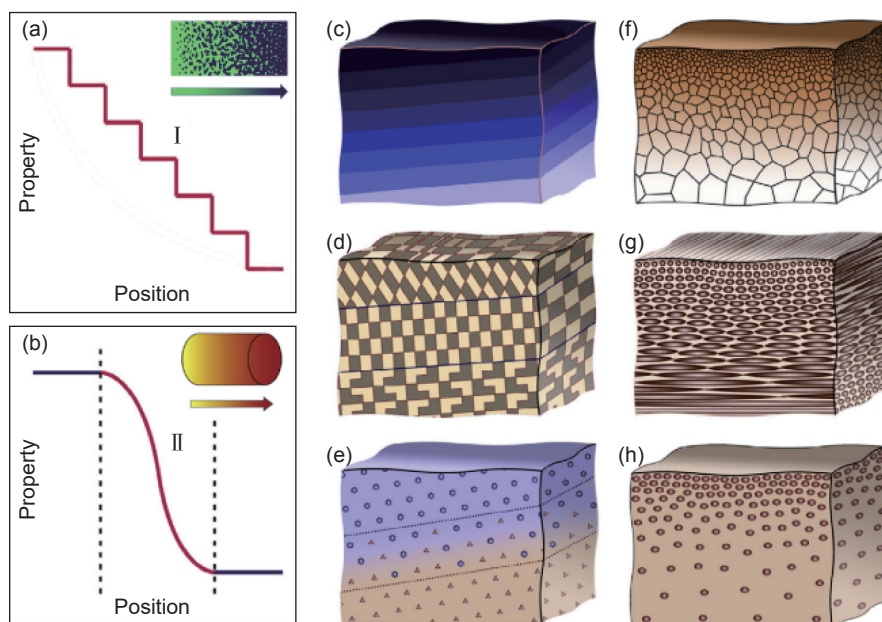 (a)
Property
I
Position
(b)
Property
II
Position
(c)
(d)
(e)
(f)
(g)
(h)